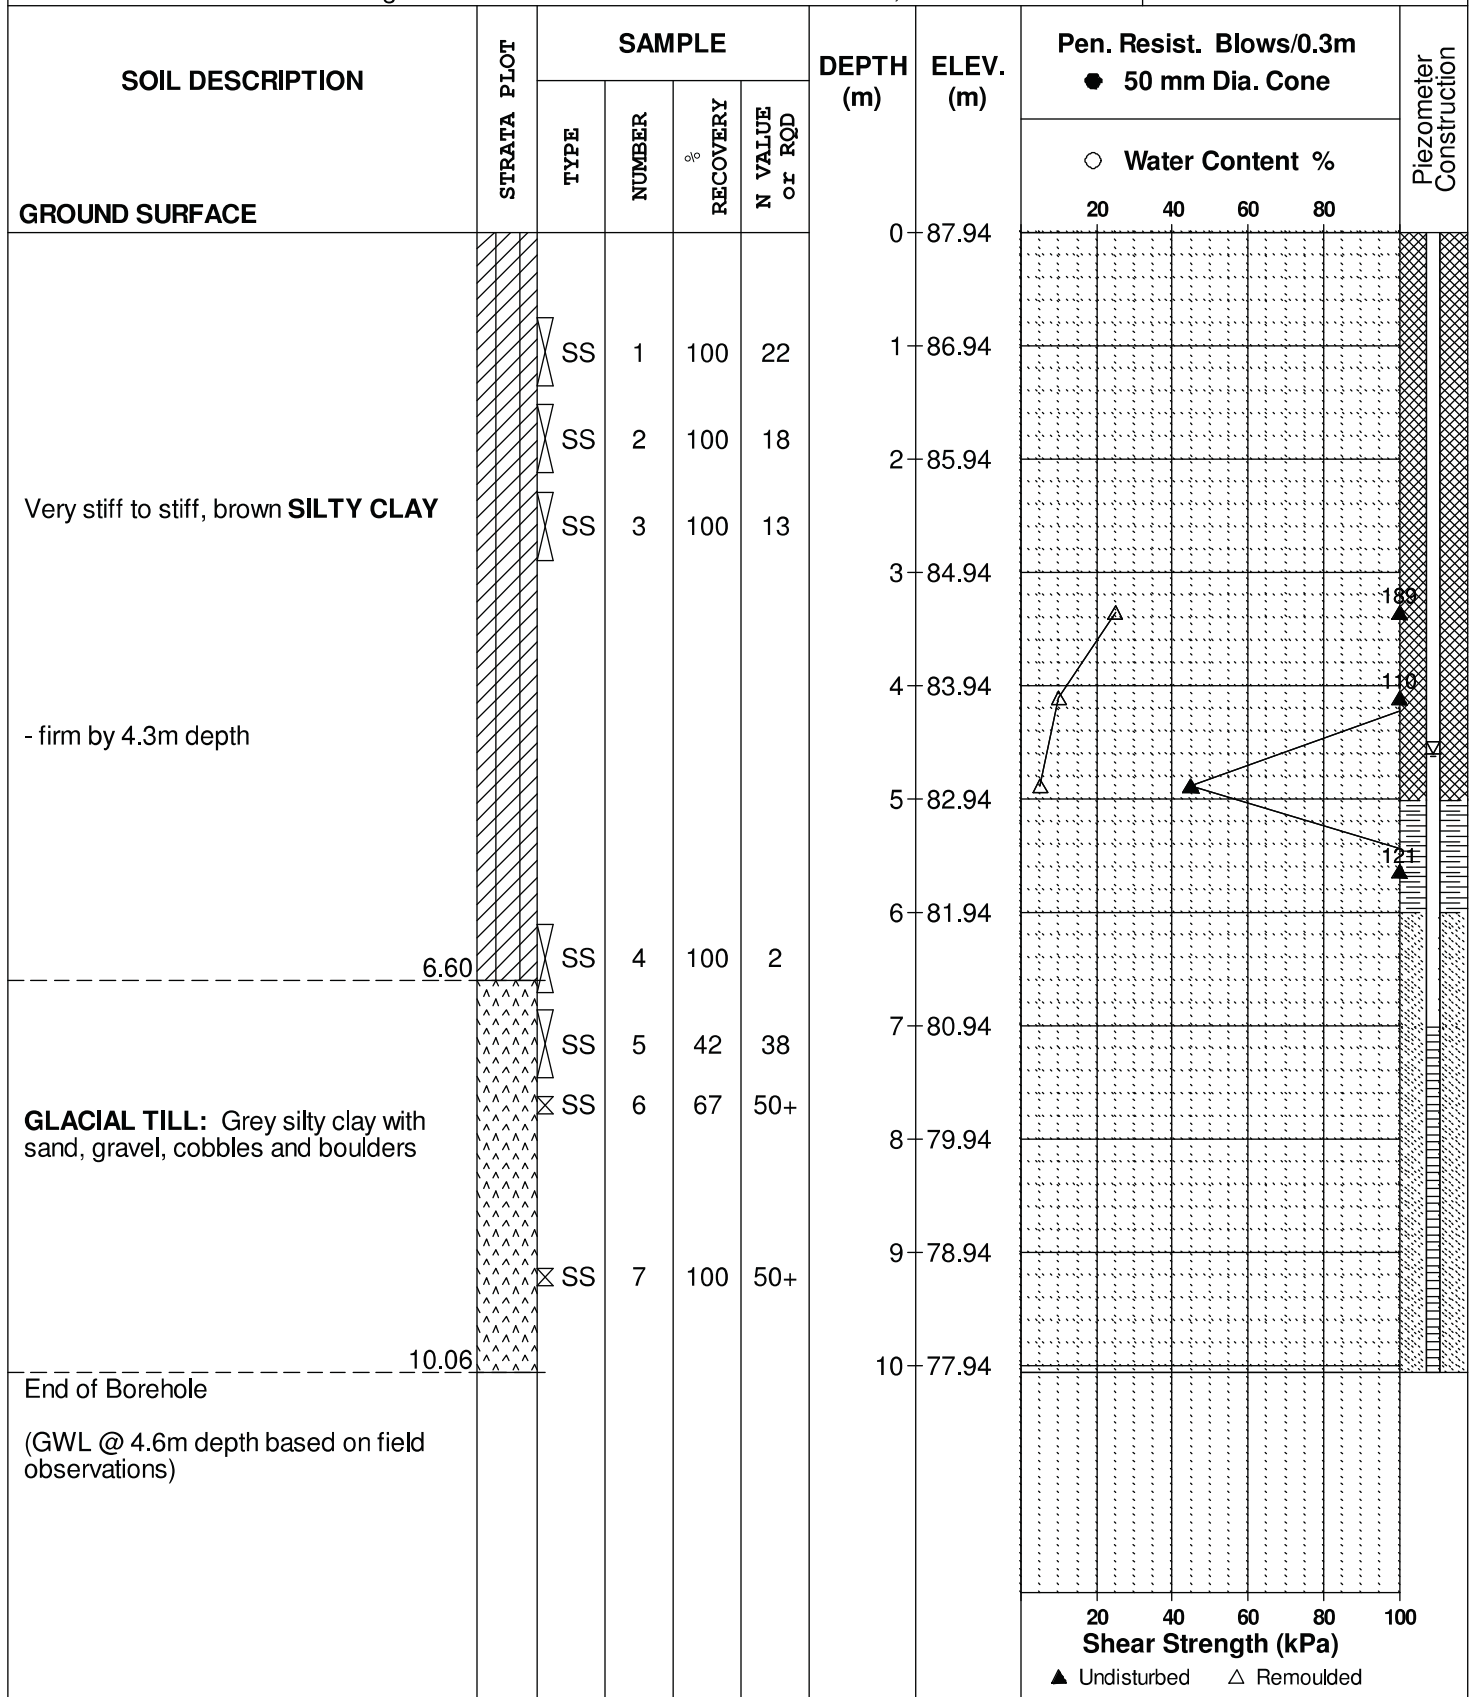 SOIL DESCRIPTION
GROUND SURFACE
STRATA PLOT
SAMPLE
TYPE
NUMBER
%
RECOVERY
N VALUE
or RQD
DEPTH
(m)
ELEV.
(m)
Pen. Resist. Blows/0.3m
● 50 mm Dia. Cone
○ Water Content %
20 40 60 80
Piezometer
Construction
0 87.94
SS 1 100 22
1 86.94
SS 2 100 18
2 85.94
Very stiff to stiff, brown SILTY CLAY
SS 3 100 13
3 84.94
189
4 83.94
110
- firm by 4.3m depth
5 82.94
121
6 81.94
SS 4 100 2
6.60
7 80.94
SS 5 42 38
SS 6 67 50+
GLACIAL TILL: Grey silty clay with
sand, gravel, cobbles and boulders
8 79.94
9 78.94
SS 7 100 50+
10.06
10 77.94
End of Borehole
(GWL @ 4.6m depth based on field
observations)
20 40 60 80 100
Shear Strength (kPa)
▲ Undisturbed △ Remoulded